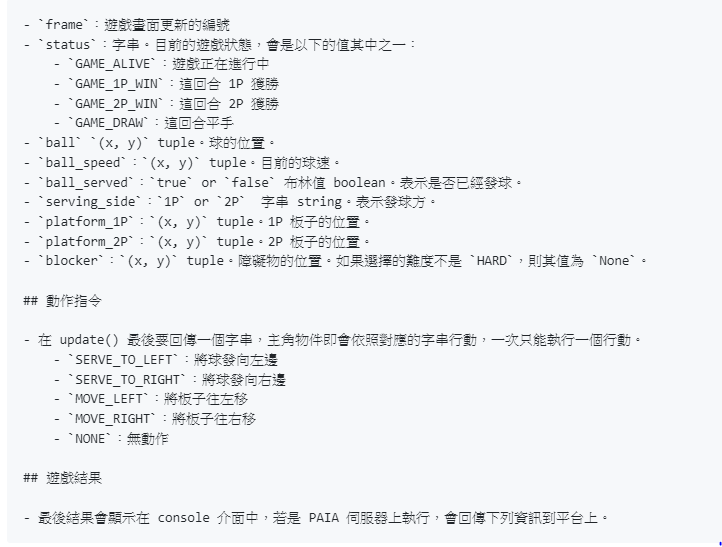 - `frame`：遊戲畫面更新的編號
- `status`：字串。目前的遊戲狀態，會是以下的值其中之一：
    - `GAME_ALIVE`：遊戲正在進行中
    - `GAME_1P_WIN`：這回合 1P 獲勝
    - `GAME_2P_WIN`：這回合 2P 獲勝
    - `GAME_DRAW`：這回合平手
- `ball` `(x, y)` tuple。球的位置。
- `ball_speed`：`(x, y)` tuple。目前的球速。
- `ball_served`：`true` or `false` 布林值 boolean。表示是否已經發球。
- `serving_side`：`1P` or `2P`  字串 string。表示發球方。
- `platform_1P`：`(x, y)` tuple。1P 板子的位置。
- `platform_2P`：`(x, y)` tuple。2P 板子的位置。
- `blocker`：`(x, y)` tuple。障礙物的位置。如果選擇的難度不是 `HARD`，則其值為 `None`。
## 動作指令
- 在 update() 最後要回傳一個字串，主角物件即會依照對應的字串行動，一次只能執行一個行動。
    - `SERVE_TO_LEFT`：將球發向左邊
    - `SERVE_TO_RIGHT`：將球發向右邊
    - `MOVE_LEFT`：將板子往左移
    - `MOVE_RIGHT`：將板子往右移
    - `NONE`：無動作
## 遊戲結果
- 最後結果會顯示在 console 介面中，若是 PAIA 伺服器上執行，會回傳下列資訊到平台上。